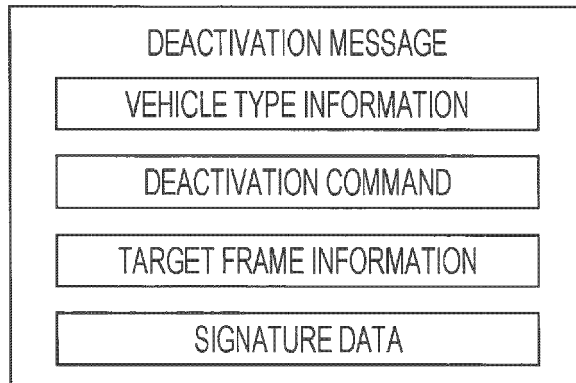 DEACTIVATION MESSAGE
VEHICLE TYPE INFORMATION
DEACTIVATION COMMAND
TARGET FRAME INFORMATION
SIGNATURE DATA